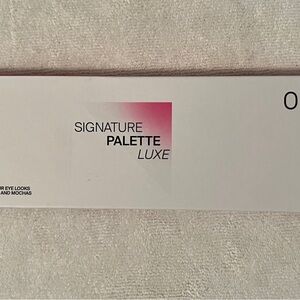 0
SIGNATURE
PALETTE
LUXE
EYE LOOKS
AND MOCHAS